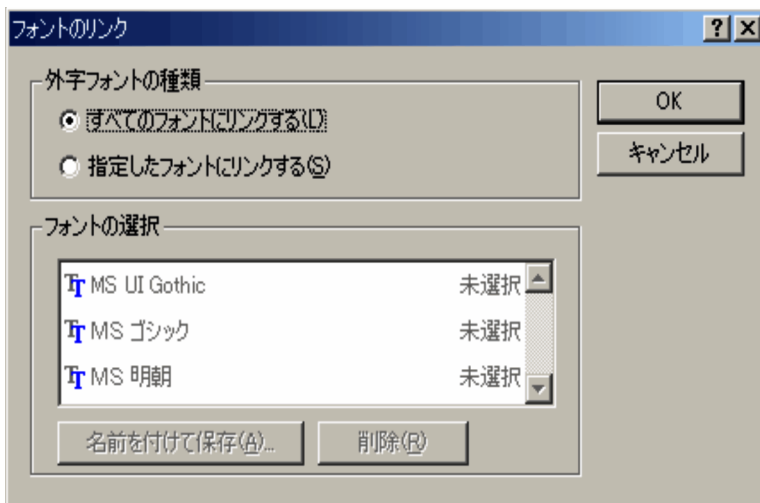 フォントのリンク
外字フォントの種類
すべてのフォントにリンクする(L)
指定したフォントにリンクする(S)
OK
キャンセル
フォントの選択
MS UI Gothic 未選択
MS ゴシック 未選択
MS 明朝 未選択
名前を付けて保存(A)... 削除(R)